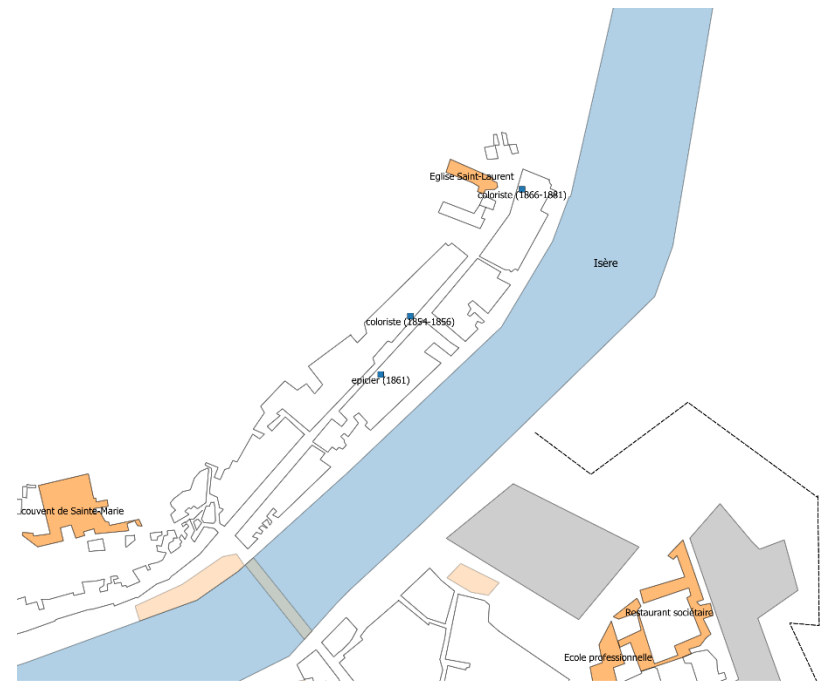 Eglise Saint-Laurent
coloriste (1866-1881)
Isère
coloriste (1854-1856)
epicier (1861)
couvent de Sainte-Marie
Restaurant sociétaire
Ecole professionnelle